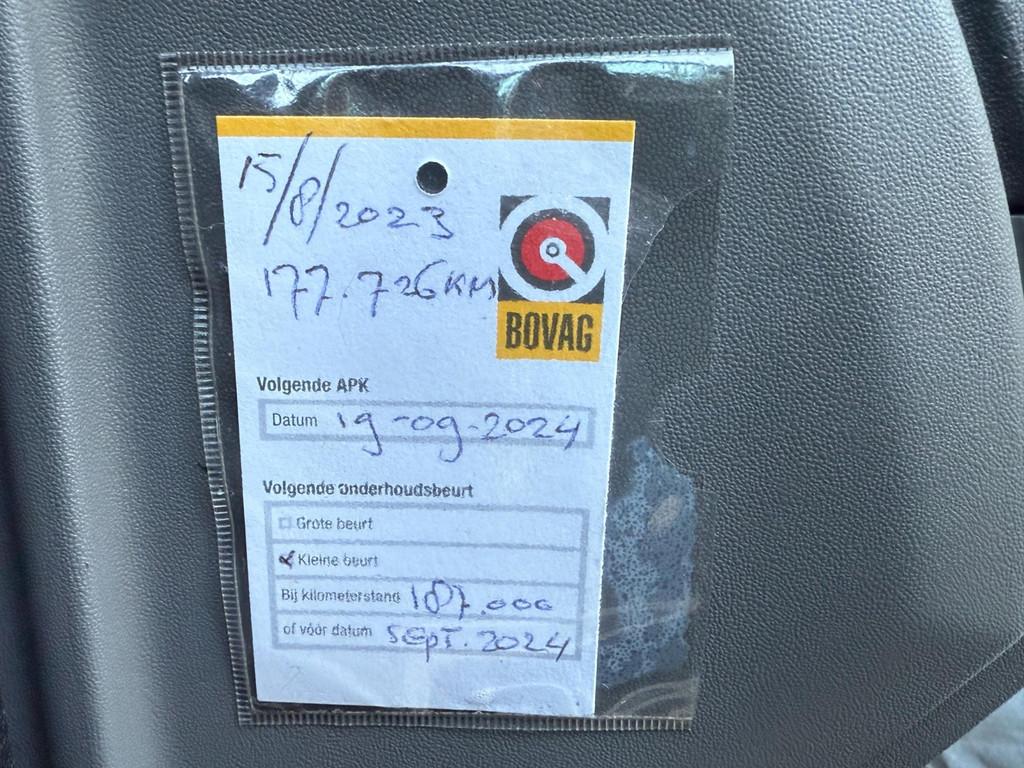 15/8/2023
177.726KM
BOVAG
Volgende APK
Datum 19-09-2024
Volgende onderhoudsbeurt
Grote beurt
Kleine beurt
Bij kilometerstand 187.000
of vóór datum SEPT. 2024